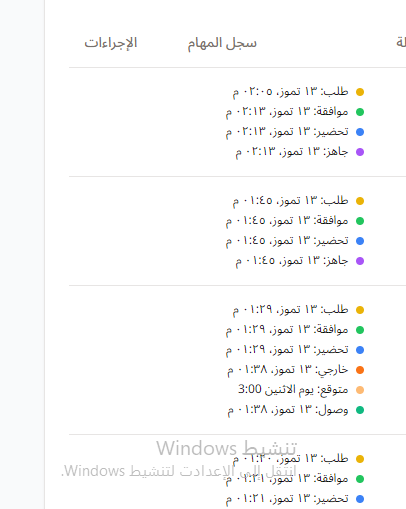 سجل المهام
الإجراءات
طلب: ١٣ تموز، ٠٢:٠٥ م
موافقة: ١٣ تموز، ٠٢:١٣ م
تحضير: ١٣ تموز، ٠٢:١٣ م
جاهز: ١٣ تموز، ٠٢:١٣ م
طلب: ١٣ تموز، ٠١:٤٥ م
موافقة: ١٣ تموز، ٠١:٤٥ م
تحضير: ١٣ تموز، ٠١:٤٥ م
جاهز: ١٣ تموز، ٠١:٤٥ م
طلب: ١٣ تموز، ٠١:٢٩ م
موافقة: ١٣ تموز، ٠١:٢٩ م
تحضير: ١٣ تموز، ٠١:٢٩ م
خارجي: ١٣ تموز، ٠١:٣٨ م
متوقع: يوم الاثنين 3:00
وصول: ١٣ تموز، ٠١:٣٨ م
تنشيط Windows
طلب: ١٣ تموز، ٠١:٢٠ م
انتقل إلى الإعدادات لتنشيط Windows.
موافقة: ١٣ تموز، ٠١:٢١ م
تحضير: ١٣ تموز، ٠١:٢١ م